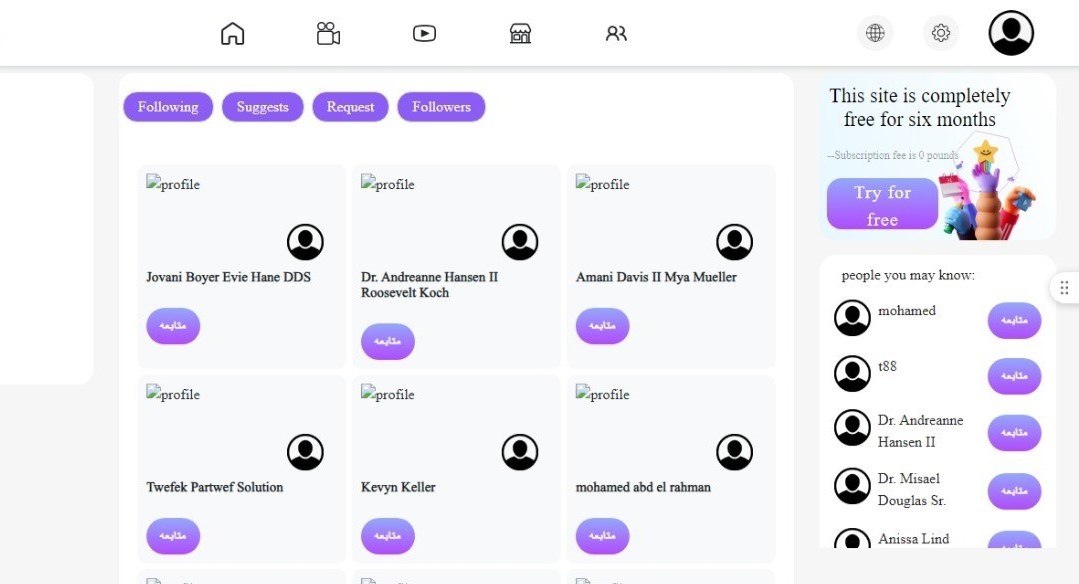 Following
Suggests
Request
Followers
profile
profile
profile
Jovani Boyer Evie Hane DDS
Dr. Andreanne Hansen II
Roosevelt Koch
Amani Davis II Mya Mueller
متابعه
متابعه
متابعه
profile
profile
profile
Twefek Partwef Solution
Kevyn Keller
mohamed abd el rahman
متابعه
متابعه
متابعه
profile
profile
profile
This site is completely
free for six months
--Subscription fee is 0 pounds
Try for
free
people you may know:
mohamed
متابعه
t88
متابعه
Dr. Andreanne
Hansen II
متابعه
Dr. Misael
Douglas Sr.
متابعه
Anissa Lind
متابعه